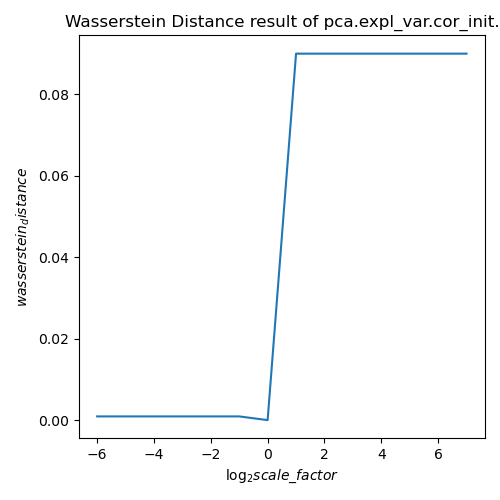 Wasserstein Distance result of pca.expl_var.cor_init.
0.08
0.06
0.04
0.02
0.00
wasserstein_distance
−6 −4 −2 0 2 4 6
log₂scale_factor